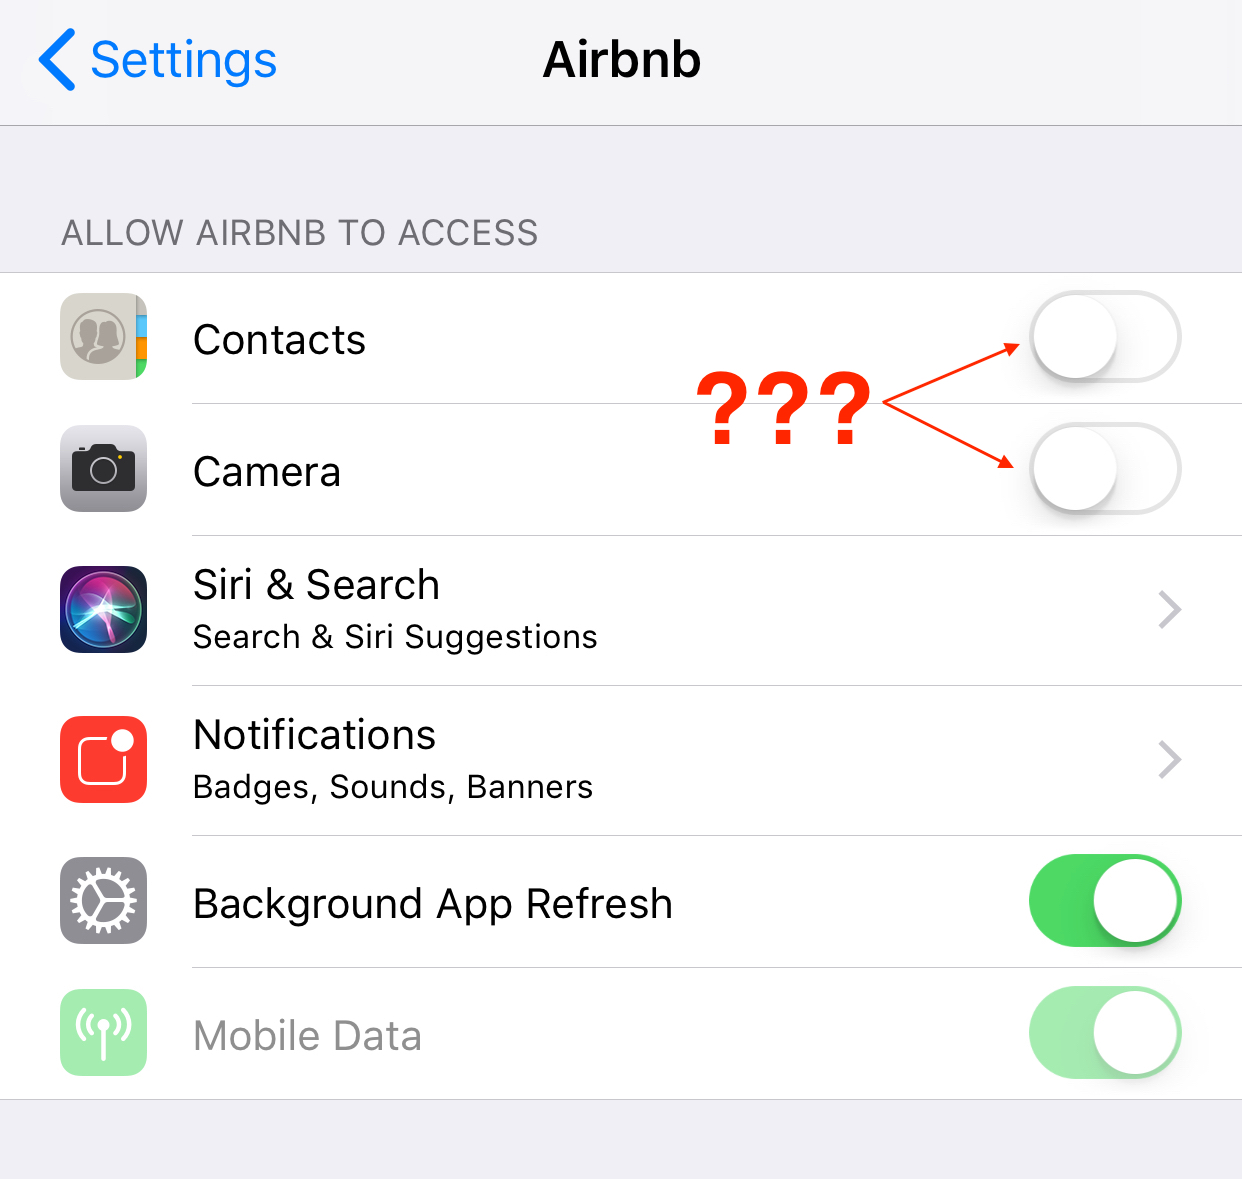 Settings
Airbnb
ALLOW AIRBNB TO ACCESS
Contacts
???
Camera
Siri & Search
Search & Siri Suggestions
Notifications
Badges, Sounds, Banners
Background App Refresh
Mobile Data